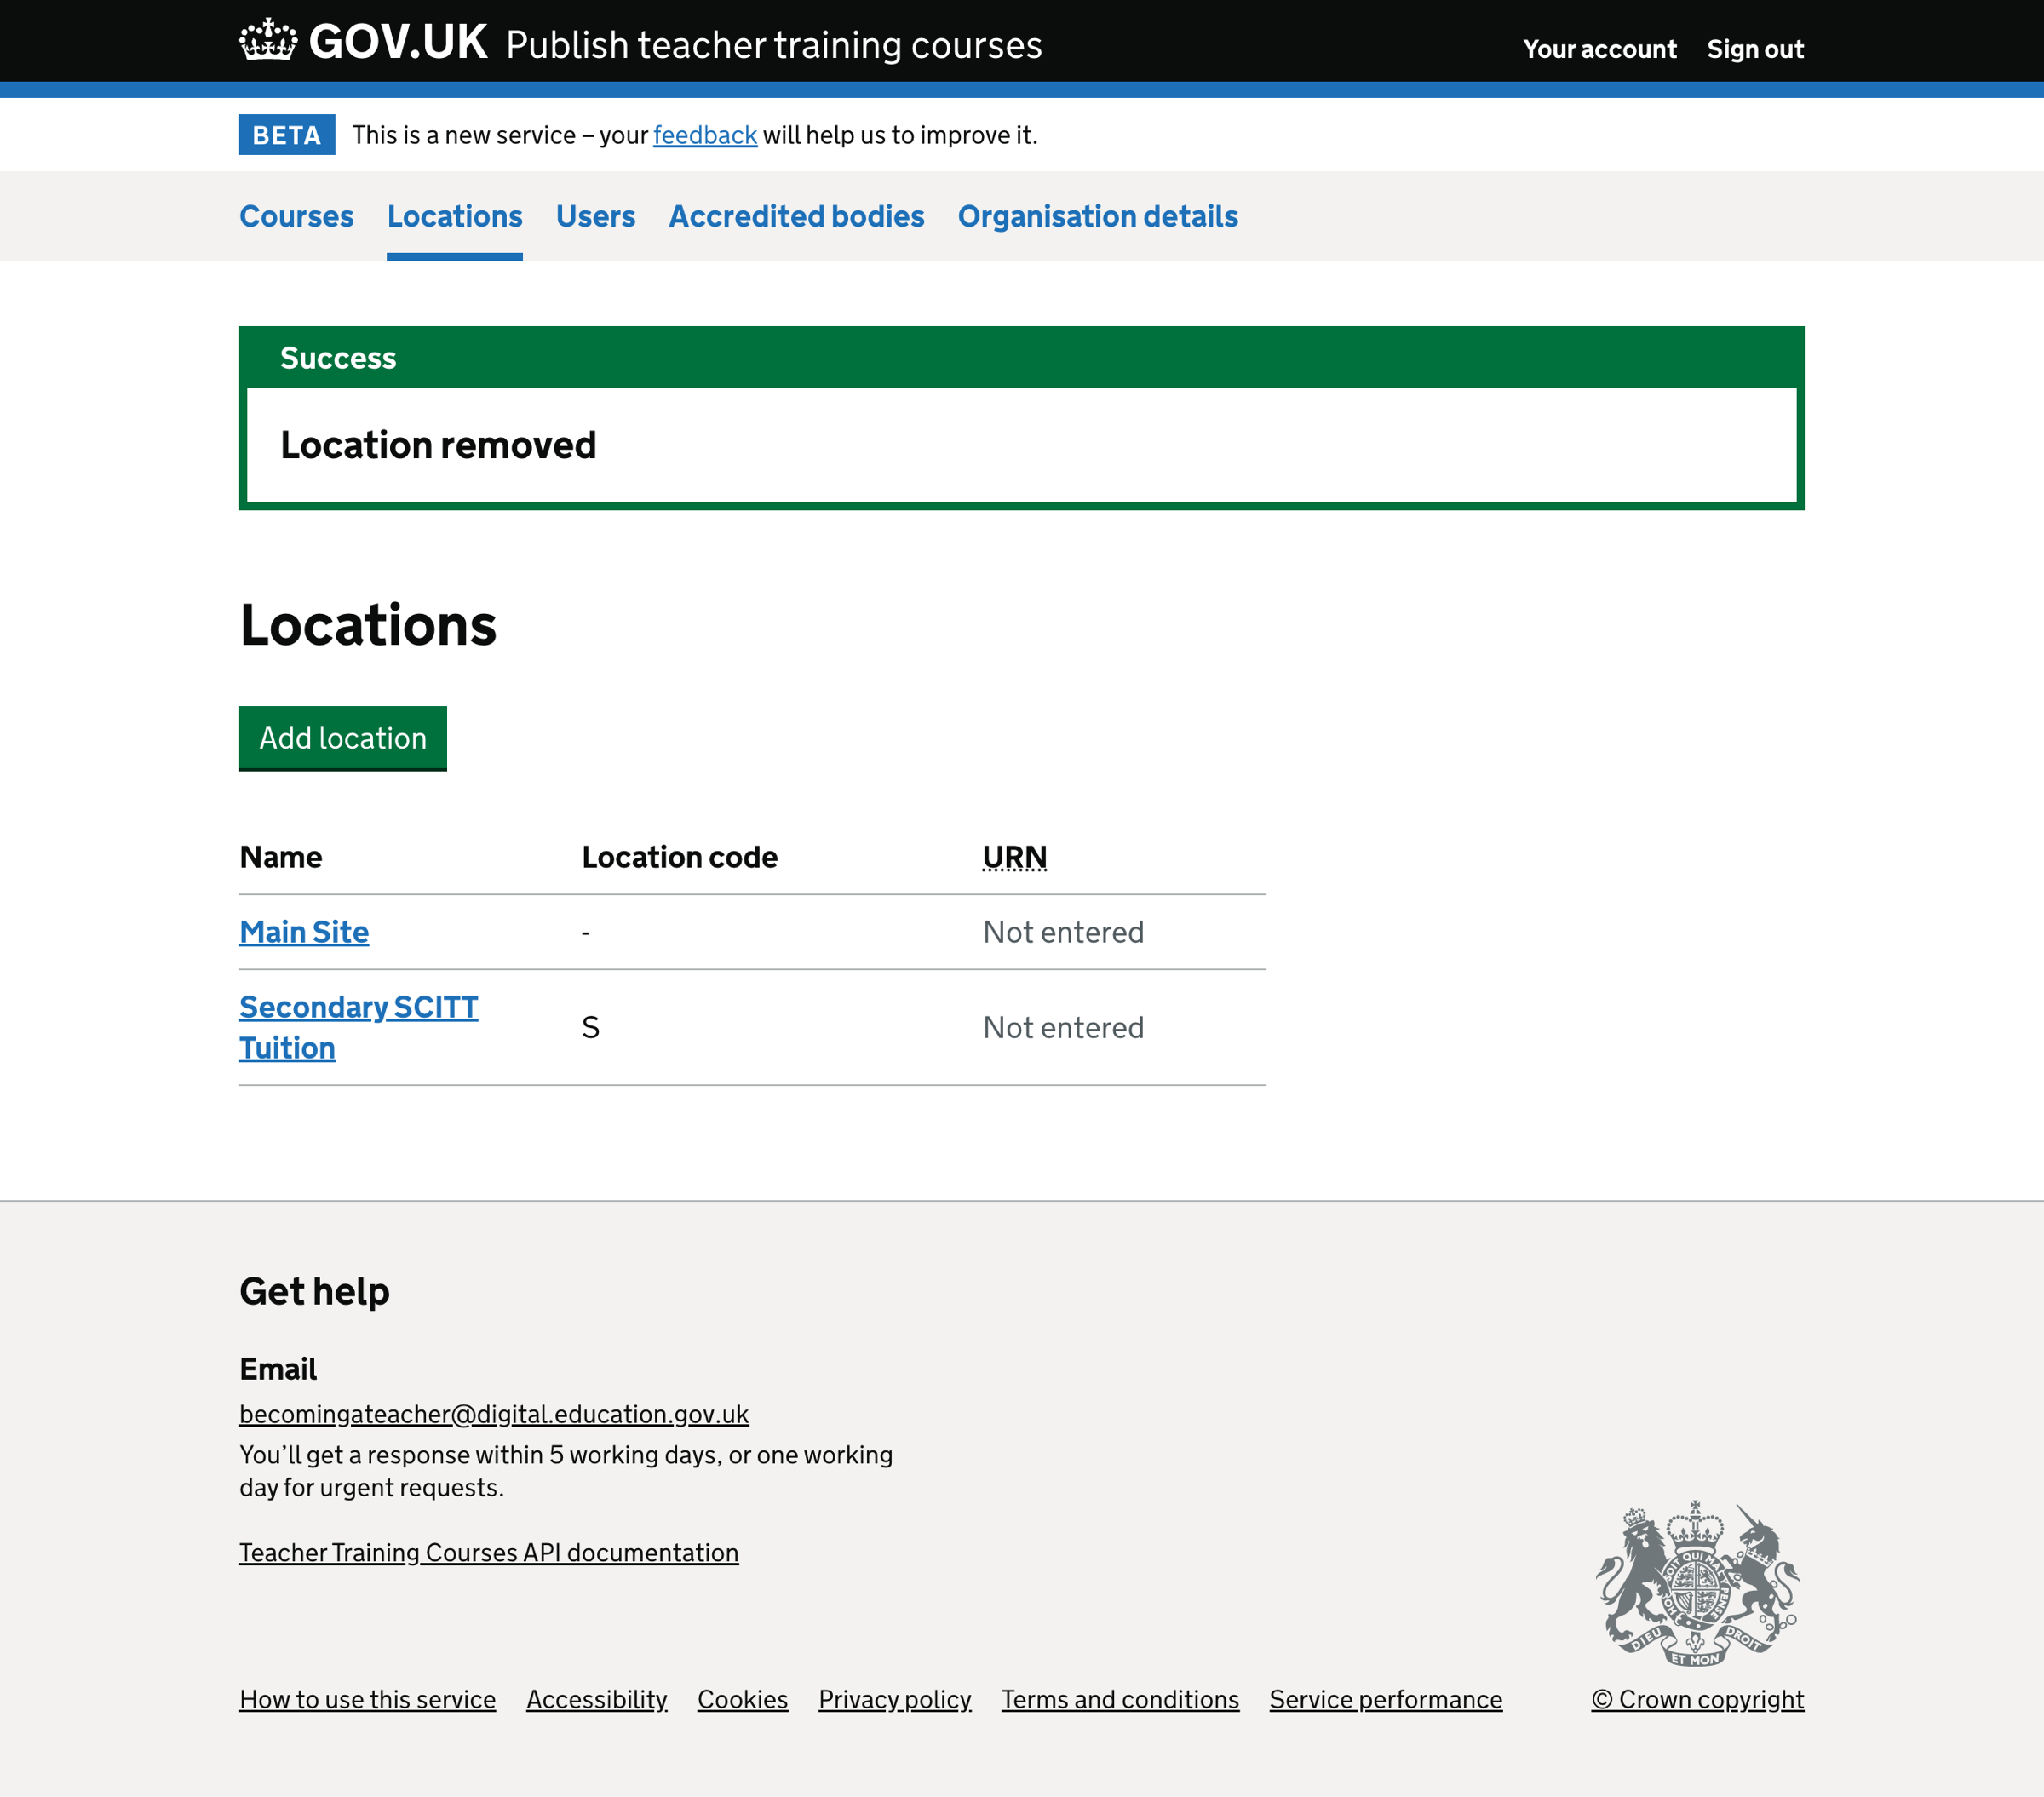 GOV.UK Publish teacher training courses Your account Sign out
BETA This is a new service – your feedback will help us to improve it.
Courses Locations Users Accredited bodies Organisation details
Success
Location removed
Locations
Add location
Name Location code URN
Main Site - Not entered
Secondary SCITT
Tuition
S Not entered
Get help
Email
becomingateacher@digital.education.gov.uk
You’ll get a response within 5 working days, or one working
day for urgent requests.
Teacher Training Courses API documentation
DIEU ET MON DROIT
How to use this service Accessibility Cookies Privacy policy Terms and conditions Service performance © Crown copyright